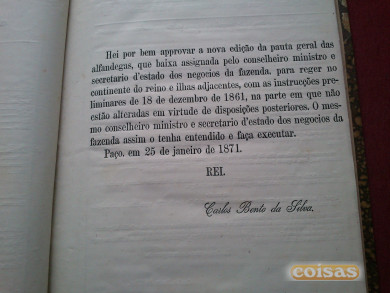 Hei por bem approvar a nova edição da pauta geral das
alfandegas, que baixa assignada pelo conselheiro ministro e
secretario d'estado dos negocios da fazenda, para reger no
continente do reino e ilhas adjacentes, com as instrucções pre-
liminares de 18 de dezembro de 1861, na parte em que não
estão alteradas em virtude de disposições posteriores. O mes-
mo conselheiro ministro e secretario d'estado dos negocios da
fazenda assim o tenha entendido e faça executar.
Paço, em 25 de janeiro de 1871.
REI.
Carlos Bento da Silva.
coisas